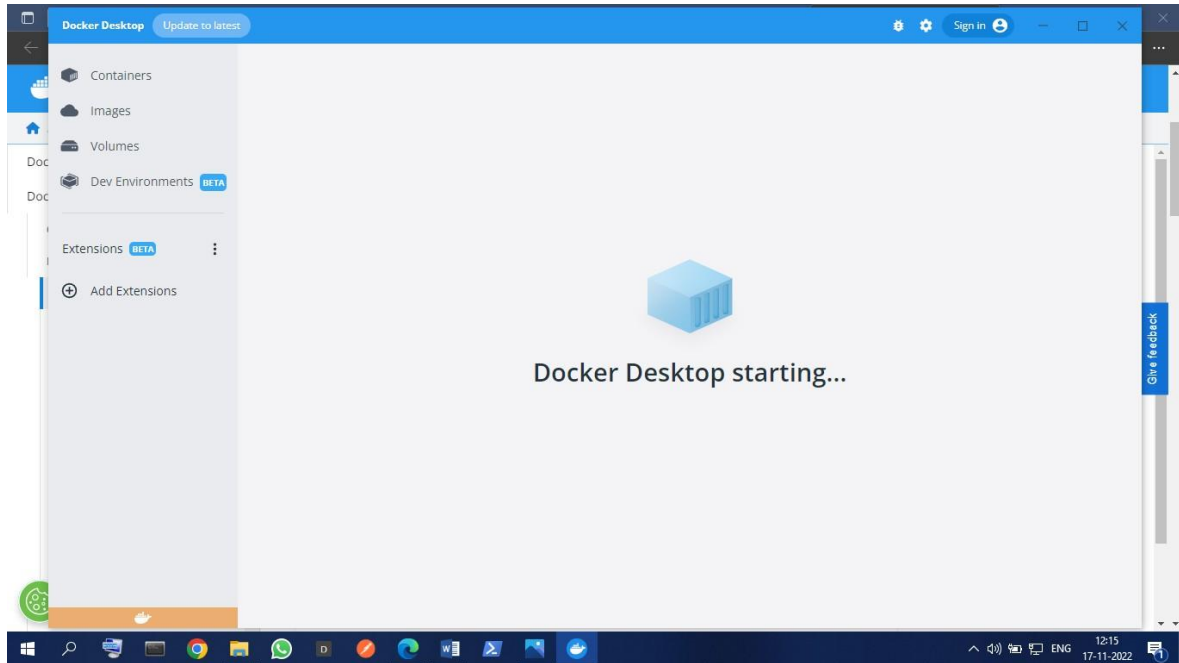 Docker Desktop Update to latest Sign in
Containers
Images
Volumes
Doc
Dev Environments BETA
Doc
Extensions BETA
Add Extensions
Docker Desktop starting...
Give feedback
D
ENG
12:15
17-11-2022
1